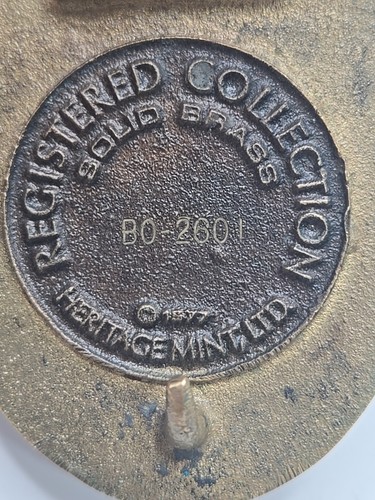 REGISTERED COLLECTION
SOLID BRASS
BO-2601
© 1977
HERITAGE MINT, LTD.